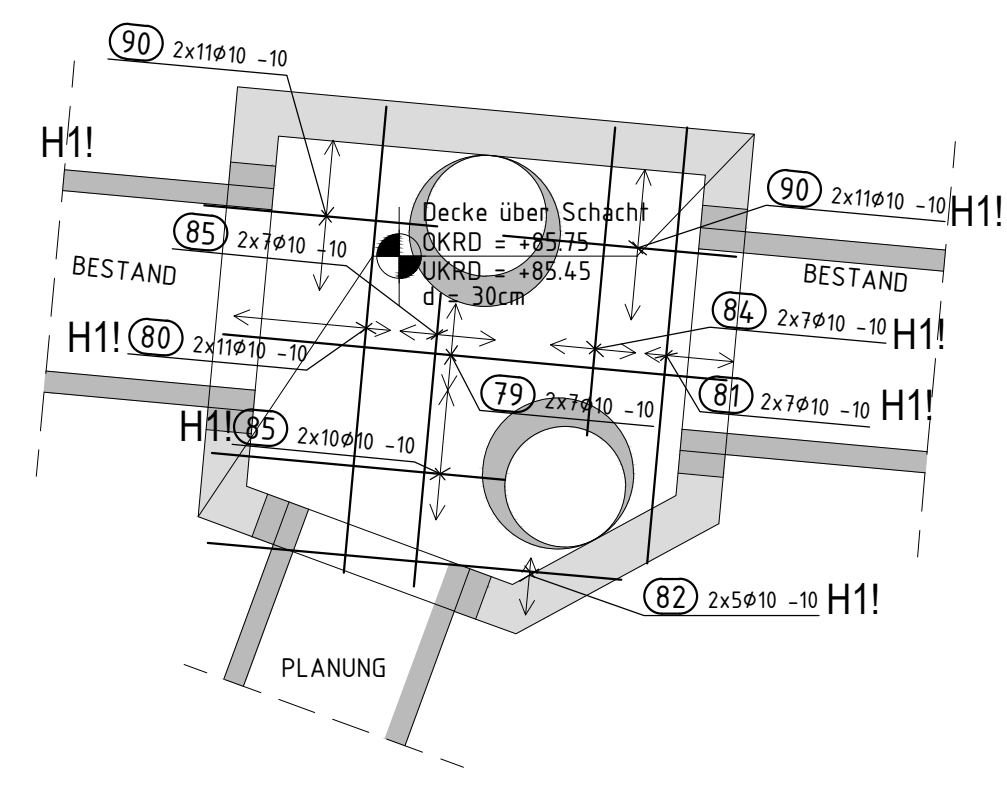 90 2x11ø10 -10
H1!
90 2x11ø10 -10 H1!
Decke über Schacht
OKRD = +85.75
UKRD = +85.45
d = 30cm
85 2x7ø10 -10
BESTAND
BESTAND
84 2x7ø10 -10 H1!
H1! 80 2x11ø10 -10
79 2x7ø10 -10
81 2x7ø10 -10 H1!
H1! 85 2x10ø10 -10
82 2x5ø10 -10 H1!
PLANUNG